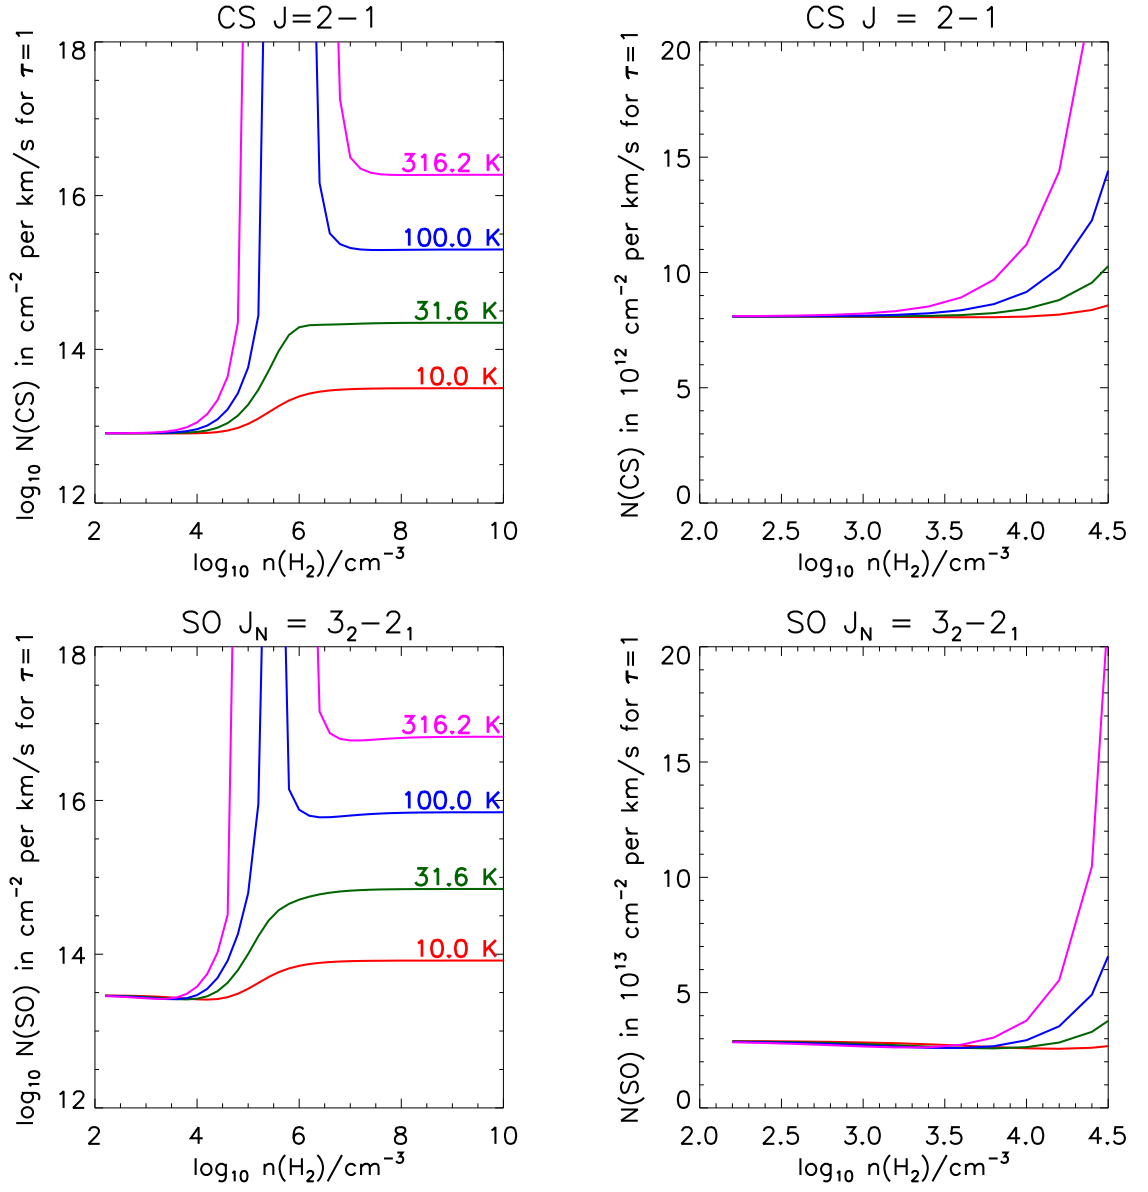 CS J=2−1
log₁₀ N(CS) in cm⁻² per km/s for τ=1
18
16
14
12
316.2 K
100.0 K
31.6 K
10.0 K
2 4 6 8 10
log₁₀ n(H₂)/cm⁻³
CS J = 2−1
N(CS) in 10¹² cm⁻² per km/s for τ=1
20
15
10
5
0
2.0 2.5 3.0 3.5 4.0 4.5
log₁₀ n(H₂)/cm⁻³
SO J_N = 3₂−2₁
log₁₀ N(SO) in cm⁻² per km/s for τ=1
18
16
14
12
316.2 K
100.0 K
31.6 K
10.0 K
2 4 6 8 10
log₁₀ n(H₂)/cm⁻³
SO J_N = 3₂−2₁
N(SO) in 10¹³ cm⁻² per km/s for τ=1
20
15
10
5
0
2.0 2.5 3.0 3.5 4.0 4.5
log₁₀ n(H₂)/cm⁻³